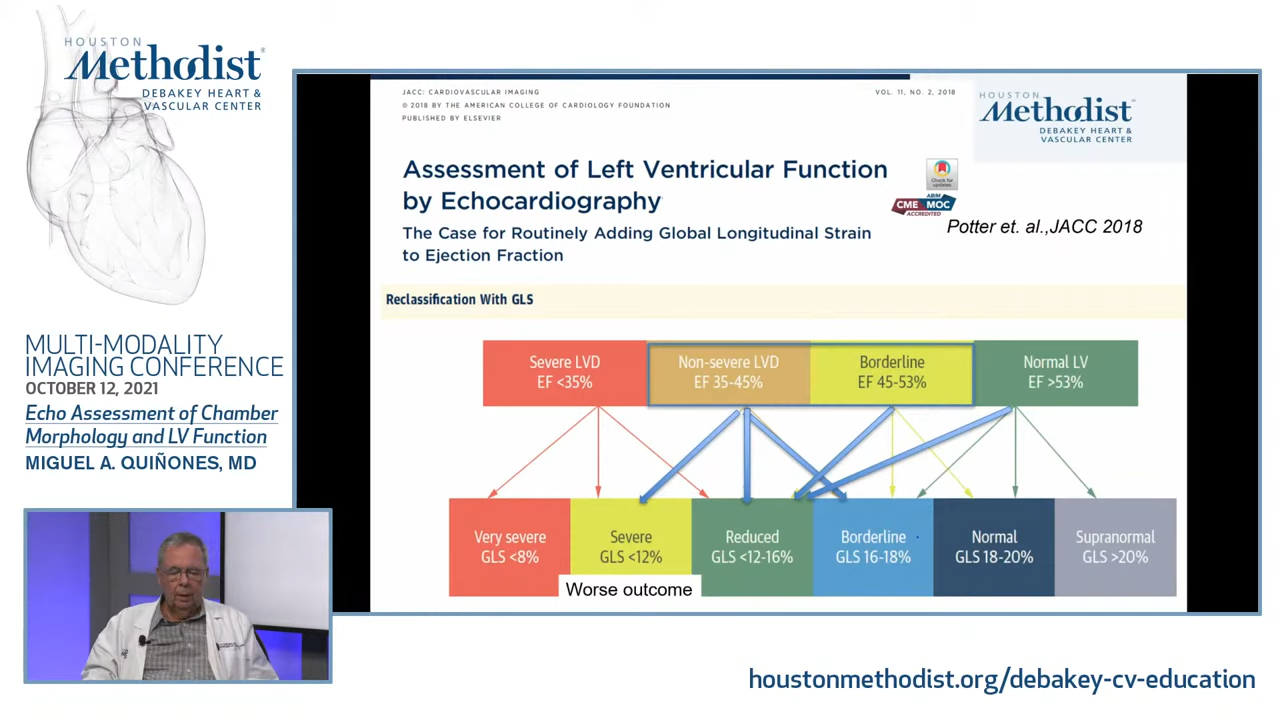 HOUSTON
Methodist®
DEBAKEY HEART &
VASCULAR CENTER
MULTI-MODALITY
IMAGING CONFERENCE
OCTOBER 12, 2021
Echo Assessment of Chamber
Morphology and LV Function
MIGUEL A. QUIÑONES, MD
JACC: CARDIOVASCULAR IMAGING
VOL. 11, NO. 2, 2018
© 2018 BY THE AMERICAN COLLEGE OF CARDIOLOGY FOUNDATION
PUBLISHED BY ELSEVIER
HOUSTON
Methodist
DEBAKEY HEART &
VASCULAR CENTER
Assessment of Left Ventricular Function
by Echocardiography
The Case for Routinely Adding Global Longitudinal Strain
to Ejection Fraction
Check for
updates
ABIM
CME MOC
ACCREDITED
Potter et. al.,JACC 2018
Reclassification With GLS
Severe LVD
EF <35%
Non-severe LVD
EF 35-45%
Borderline
EF 45-53%
Normal LV
EF >53%
Very severe
GLS <8%
Severe
GLS <12%
Reduced
GLS <12-16%
Borderline
GLS 16-18%
Normal
GLS 18-20%
Supranormal
GLS >20%
Worse outcome
houstonmethodist.org/debakey-cv-education